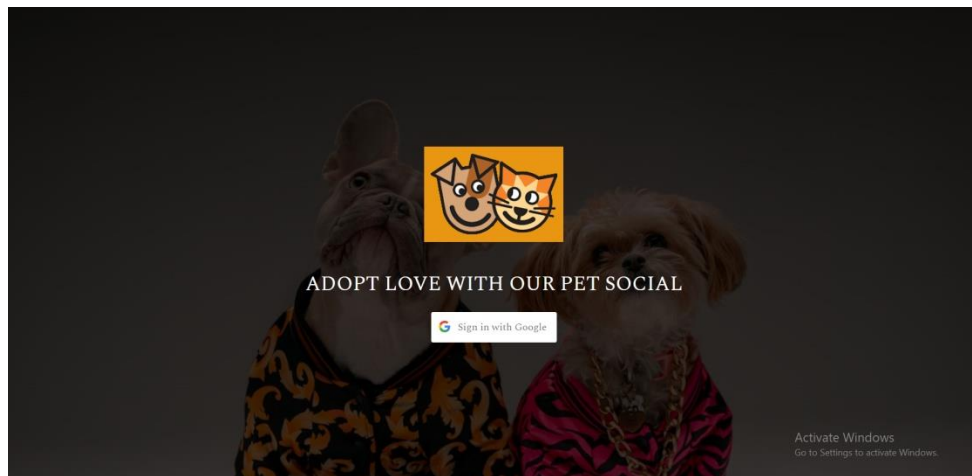 ADOPT LOVE WITH OUR PET SOCIAL
Sign in with Google
Activate Windows
Go to Settings to activate Windows.